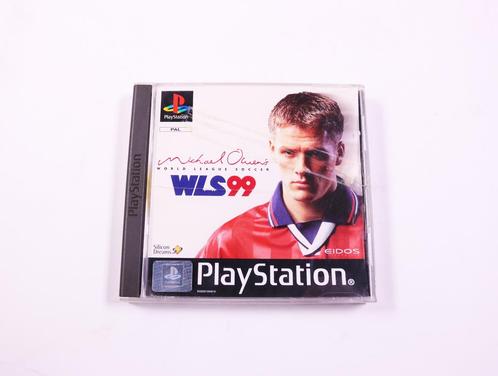 PlayStation
PlayStation
PAL
Michael Owen's
WORLD LEAGUE SOCCER
WLS99
Silicon
Dreams
EIDOS
PlayStation